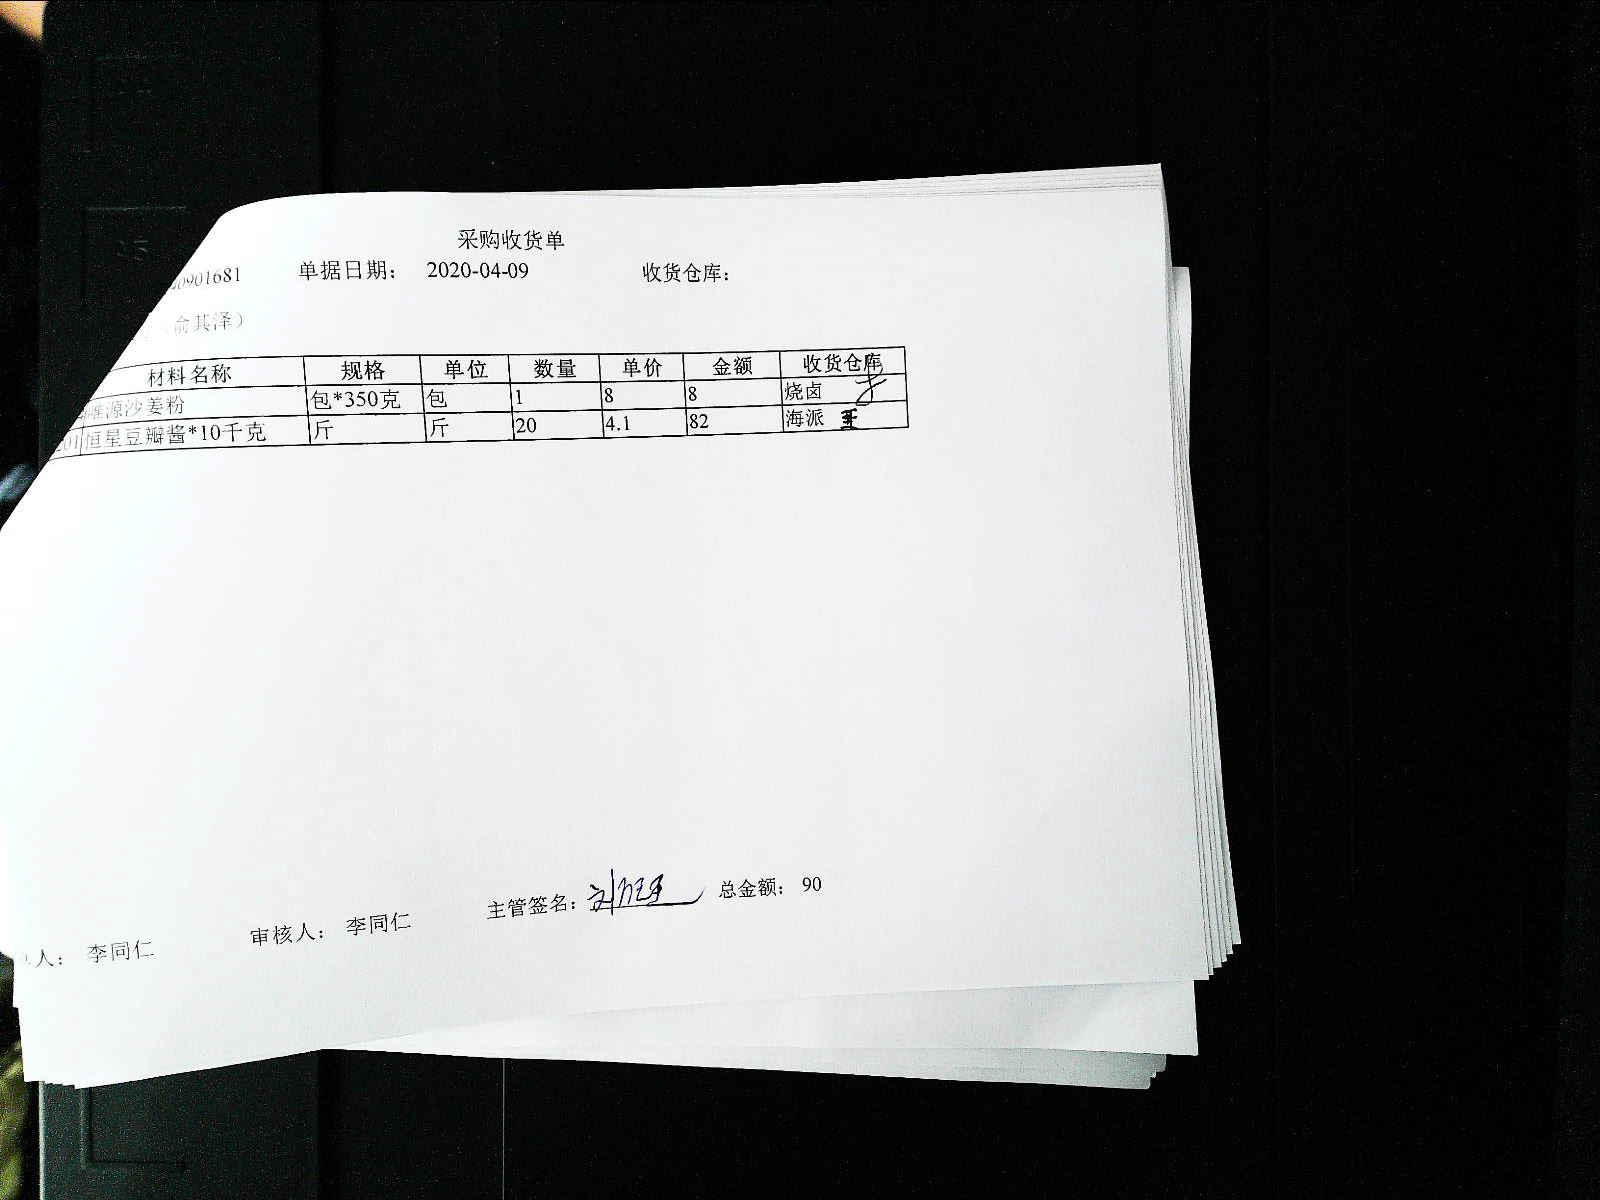 采购收货单
0901681 单据日期： 2020-04-09 收货仓库：
（俞其泽）
材料名称 规格 单位 数量 单价 金额 收货仓库
唯源沙姜粉 包*350克 包 1 8 8 烧卤
01 恒星豆瓣酱*10千克 斤 斤 20 4.1 82 海派
人： 李同仁 审核人： 李同仁 主管签名： 总金额： 90